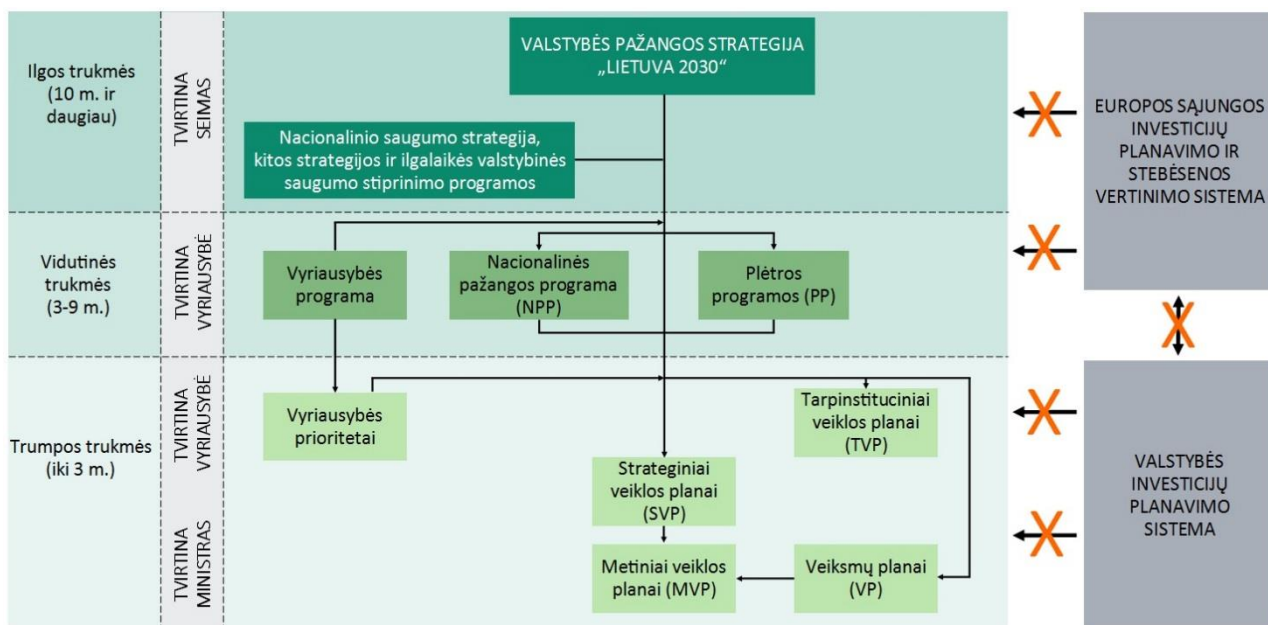 VALSTYBĖS PAŽANGOS STRATEGIJA
„LIETUVA 2030“
Ilgos trukmės
(10 m. ir
daugiau)
TVIRTINA
SEIMAS
Nacionalinio saugumo strategija,
kitos strategijos ir ilgalaikės valstybinės
saugumo stiprinimo programos
EUROPOS SĄJUNGOS
INVESTICIJŲ
PLANAVIMO IR
STEBĖSENOS
VERTINIMO SISTEMA
Vidutinės
trukmės
(3-9 m.)
TVIRTINA
VYRIAUSYBĖ
Vyriausybės
programa
Nacionalinės
pažangos programa
(NPP)
Plėtros
programos (PP)
Trumpos trukmės
(iki 3 m.)
TVIRTINA
VYRIAUSYBĖ
Vyriausybės
prioritetai
Tarpinstituciniai
veiklos planai
(TVP)
Strateginiai
veiklos planai
(SVP)
VALSTYBĖS
INVESTICIJŲ
PLANAVIMO
SISTEMA
TVIRTINA
MINISTRAS
Metiniai veiklos
planai (MVP)
Veiksmų planai
(VP)